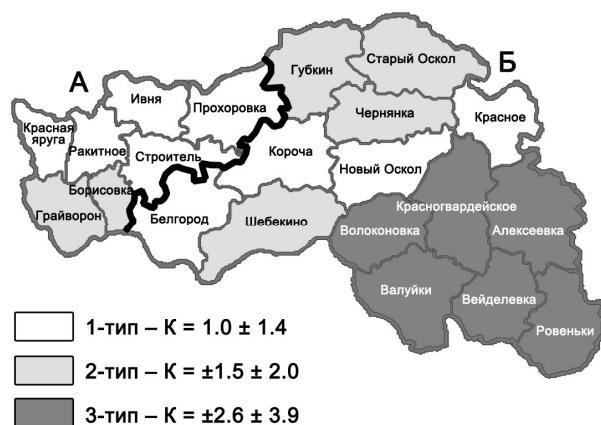 А
Б
Губкин
Старый Оскол
Ивня
Прохоровка
Чернянка
Красное
Красная
яруга
Ракитное
Строитель
Короча
Новый Оскол
Борисовка
Грайворон
Белгород
Шебекино
Красногвардейское
Волоконовка
Алексеевка
Валуйки
Вейделевка
Ровеньки
1-тип – К = 1.0 ± 1.4
2-тип – К = ±1.5 ± 2.0
3-тип – К = ±2.6 ± 3.9